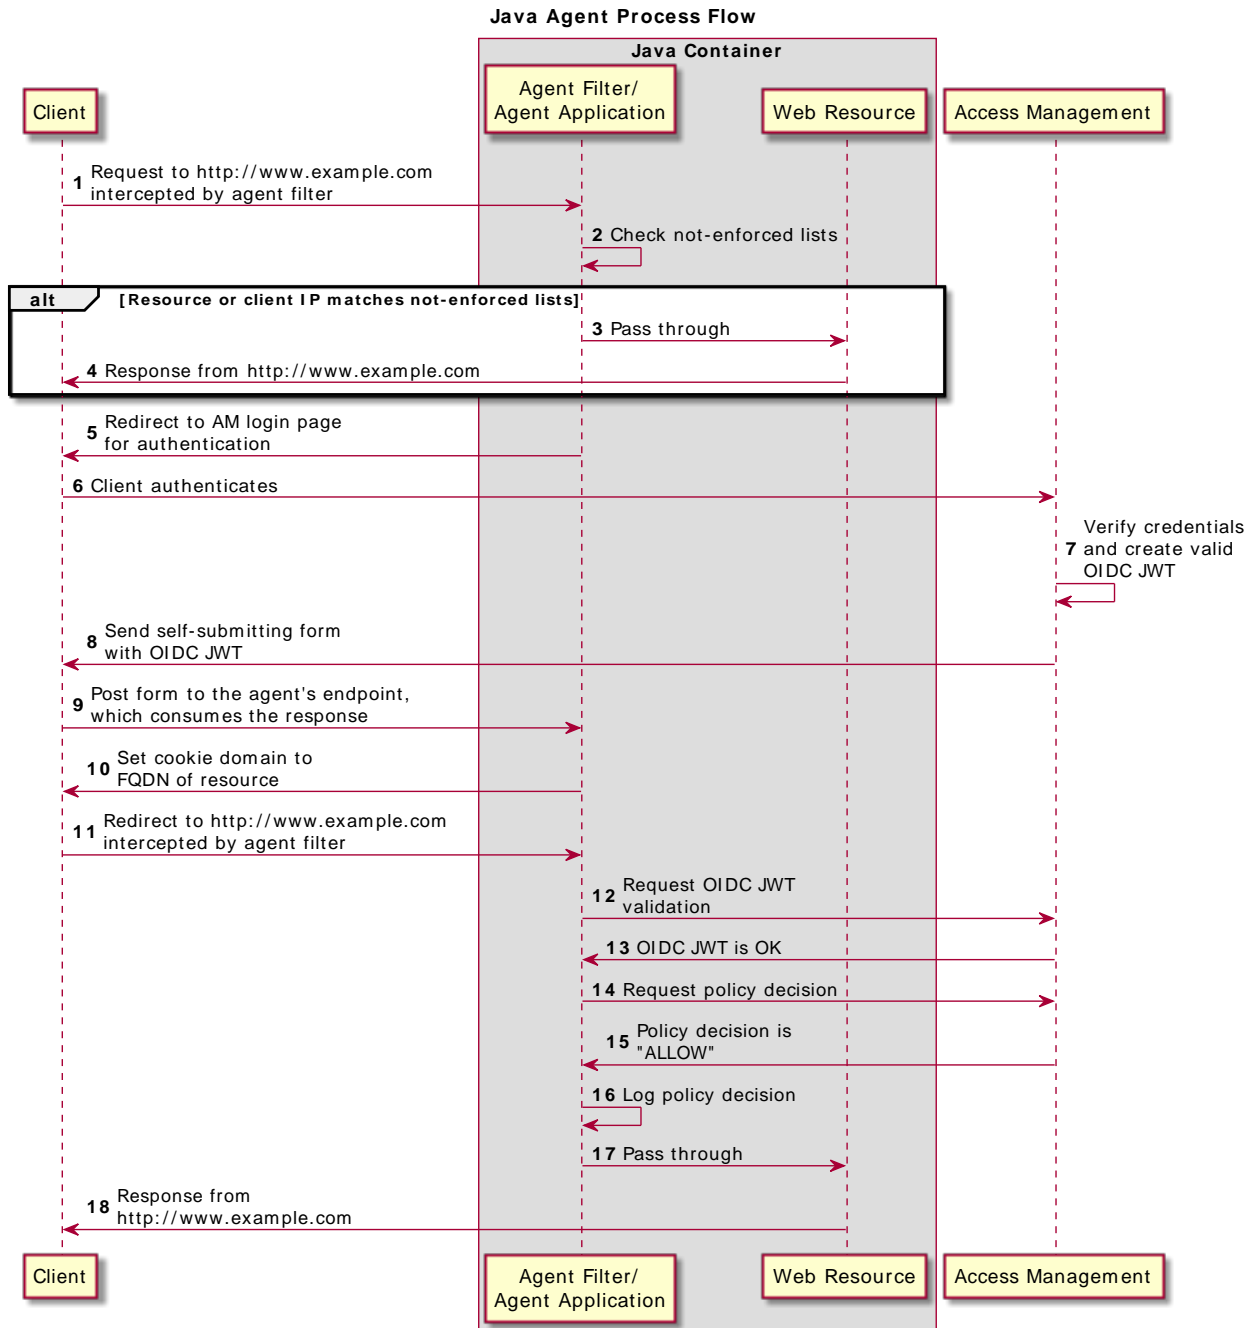 Java Agent Process Flow
Java Container
Client
Agent Filter/
Agent Application
Web Resource
Access Management
1 Request to http://www.example.com
intercepted by agent filter
2 Check not-enforced lists
alt [Resource or client IP matches not-enforced lists]
3 Pass through
4 Response from http://www.example.com
5 Redirect to AM login page
for authentication
6 Client authenticates
7 Verify credentials
and create valid
OIDC JWT
8 Send self-submitting form
with OIDC JWT
9 Post form to the agent's endpoint,
which consumes the response
10 Set cookie domain to
FQDN of resource
11 Redirect to http://www.example.com
intercepted by agent filter
12 Request OIDC JWT
validation
13 OIDC JWT is OK
14 Request policy decision
15 Policy decision is
"ALLOW"
16 Log policy decision
17 Pass through
18 Response from
http://www.example.com
Client
Agent Filter/
Agent Application
Web Resource
Access Management